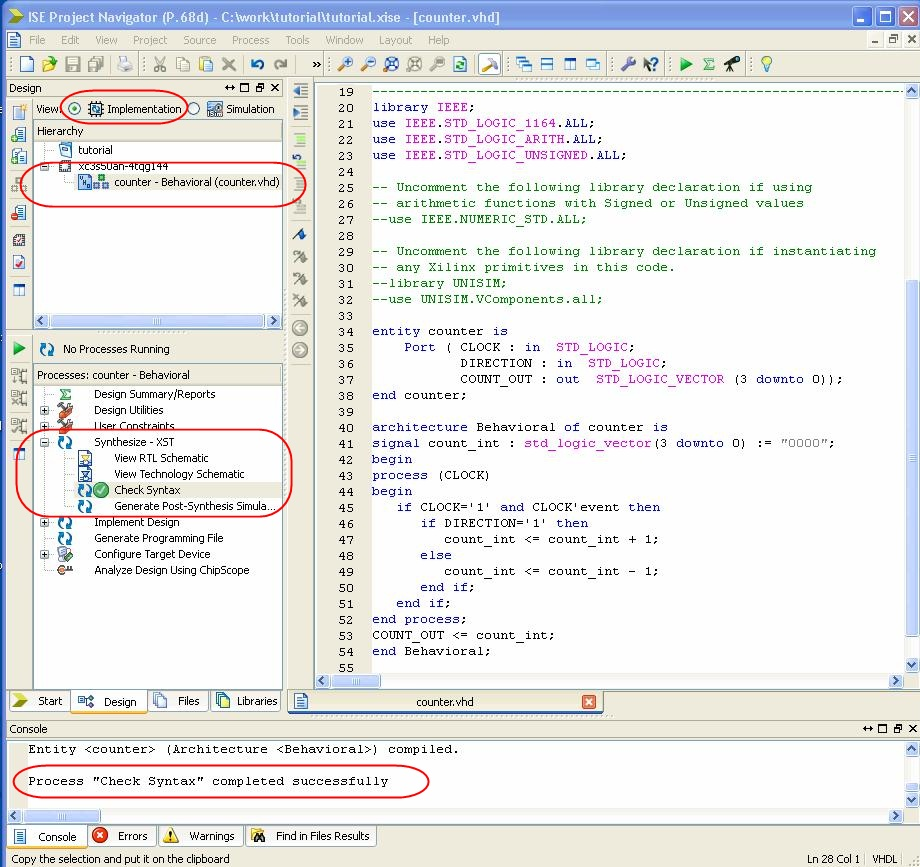 ISE Project Navigator (P.68d) - C:\work\tutorial\tutorial.xise - [counter.vhd]
File Edit View Project Source Process Tools Window Layout Help
Design
View: Implementation Simulation
Hierarchy
tutorial
xc3s50an-4tqg144
counter - Behavioral (counter.vhd)
No Processes Running
Processes: counter - Behavioral
Design Summary/Reports
Design Utilities
User Constraints
Synthesize - XST
View RTL Schematic
View Technology Schematic
Check Syntax
Generate Post-Synthesis Simula...
Implement Design
Generate Programming File
Configure Target Device
Analyze Design Using ChipScope
Start Design Files Libraries
19 --------------------------------------------------------------------------------
20 library IEEE;
21 use IEEE.STD_LOGIC_1164.ALL;
22 use IEEE.STD_LOGIC_ARITH.ALL;
23 use IEEE.STD_LOGIC_UNSIGNED.ALL;
24
25 -- Uncomment the following library declaration if using
26 -- arithmetic functions with Signed or Unsigned values
27 --use IEEE.NUMERIC_STD.ALL;
28
29 -- Uncomment the following library declaration if instantiating
30 -- any Xilinx primitives in this code.
31 --library UNISIM;
32 --use UNISIM.VComponents.all;
33
34 entity counter is
35 Port ( CLOCK : in STD_LOGIC;
36 DIRECTION : in STD_LOGIC;
37 COUNT_OUT : out STD_LOGIC_VECTOR (3 downto 0));
38 end counter;
39
40 architecture Behavioral of counter is
41 signal count_int : std_logic_vector(3 downto 0) := "0000";
42 begin
43 process (CLOCK)
44 begin
45 if CLOCK='1' and CLOCK'event then
46 if DIRECTION='1' then
47 count_int <= count_int + 1;
48 else
49 count_int <= count_int - 1;
50 end if;
51 end if;
52 end process;
53 COUNT_OUT <= count_int;
54 end Behavioral;
55
counter.vhd
Console
Entity <counter> (Architecture <Behavioral>) compiled.
Process "Check Syntax" completed successfully
Console Errors Warnings Find in Files Results
Copy the selection and put it on the clipboard
Ln 28 Col 1 VHDL